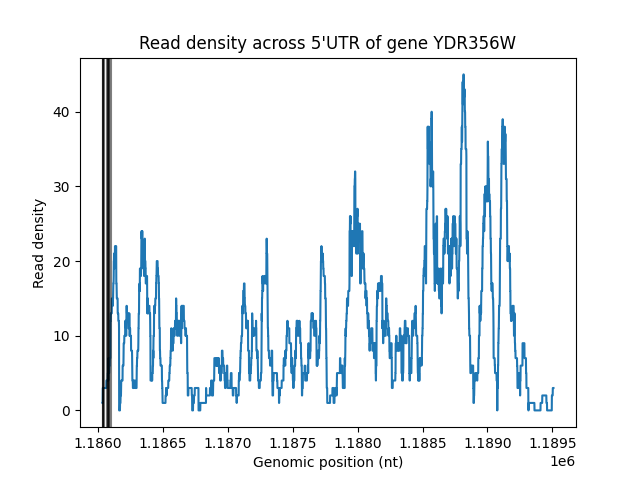 Read density across 5'UTR of gene YDR356W
Read density
40
30
20
10
0
1.1860 1.1865 1.1870 1.1875 1.1880 1.1885 1.1890 1.1895
1e6
Genomic position (nt)